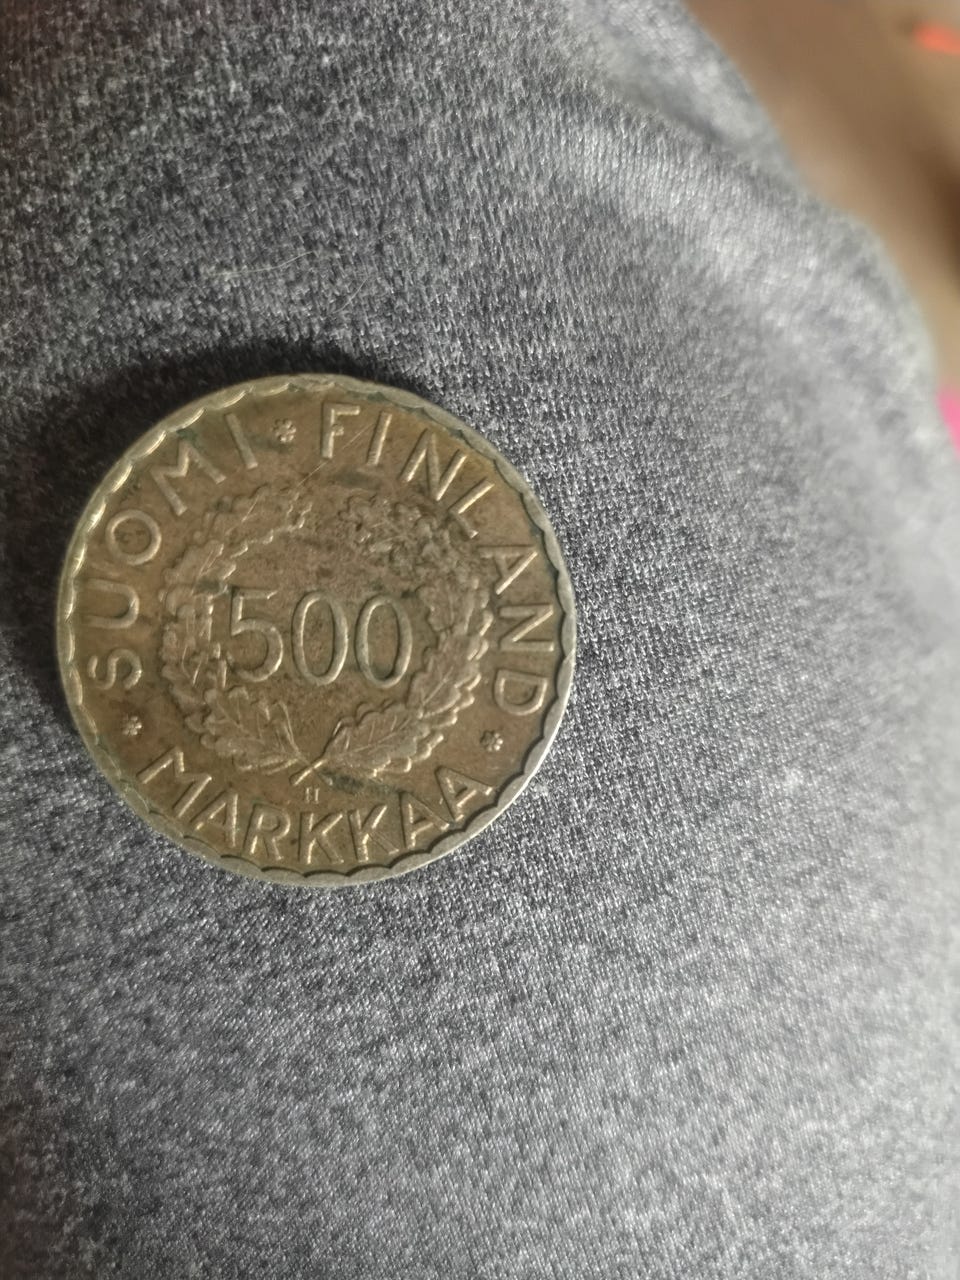 SUOMI * FINLAND
500
H
* MARKKAA *